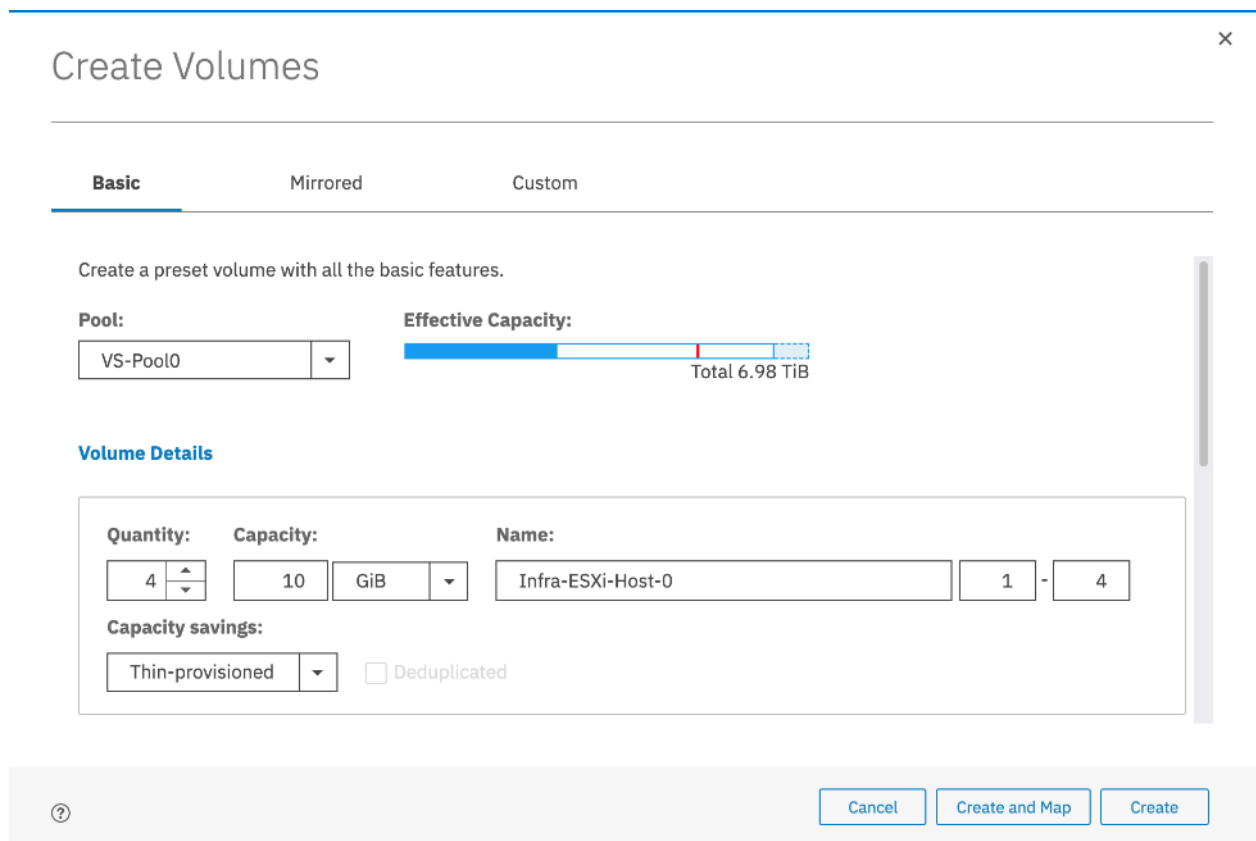 Create Volumes
Basic Mirrored Custom
Create a preset volume with all the basic features.
Pool: Effective Capacity:
VS-Pool0
Total 6.98 TiB
Volume Details
Quantity: Capacity: Name:
4 10 GiB Infra-ESXi-Host-0 1 - 4
Capacity savings:
Thin-provisioned Deduplicated
? Cancel Create and Map Create